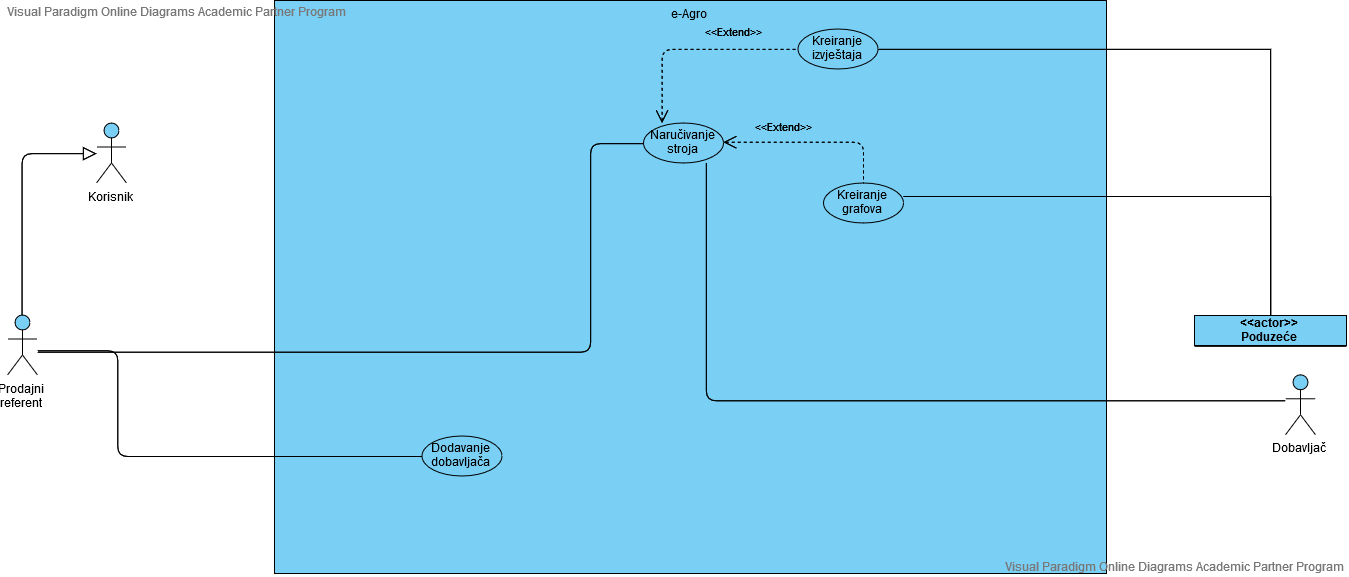 Visual Paradigm Online Diagrams Academic Partner Program
e-Agro
<<Extend>>
Kreiranje
izvještaja
<<Extend>>
Naručivanje
stroja
Korisnik
Kreiranje
grafova
<<actor>>
Poduzeće
Prodajni
referent
Dobavljač
Dodavanje
dobavljača
Visual Paradigm Online Diagrams Academic Partner Program